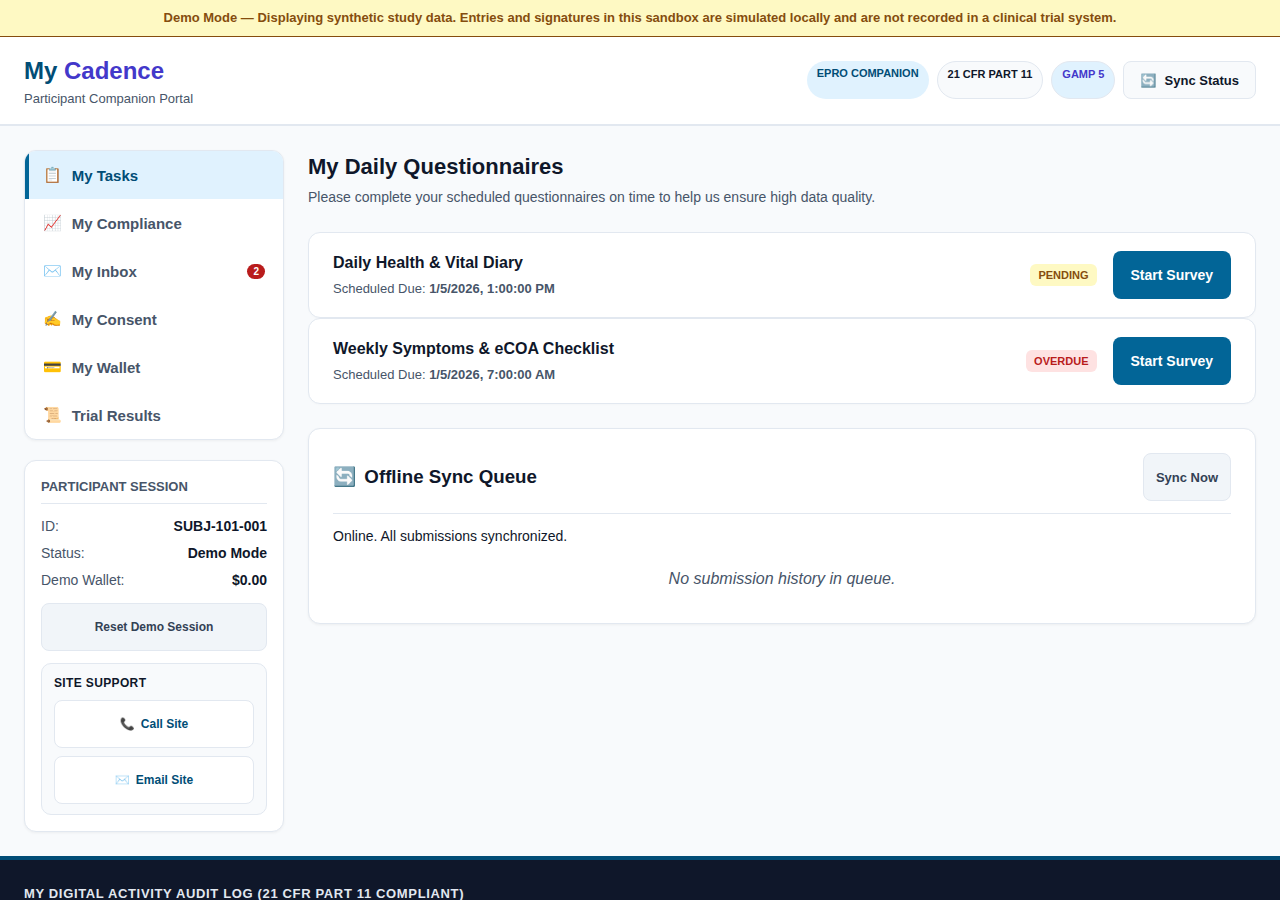 Demo Mode — Displaying synthetic study data. Entries and signatures in this sandbox are simulated locally and are not recorded in a clinical trial system.
My Cadence
Participant Companion Portal
EPRO COMPANION
21 CFR PART 11
GAMP 5
Sync Status
My Tasks
My Compliance
My Inbox
2
My Consent
My Wallet
Trial Results
PARTICIPANT SESSION
ID: SUBJ-101-001
Status: Demo Mode
Demo Wallet: $0.00
Reset Demo Session
SITE SUPPORT
Call Site
Email Site
My Daily Questionnaires
Please complete your scheduled questionnaires on time to help us ensure high data quality.
Daily Health & Vital Diary
Scheduled Due: 1/5/2026, 1:00:00 PM
PENDING
Start Survey
Weekly Symptoms & eCOA Checklist
Scheduled Due: 1/5/2026, 7:00:00 AM
OVERDUE
Start Survey
Offline Sync Queue
Sync Now
Online. All submissions synchronized.
No submission history in queue.
MY DIGITAL ACTIVITY AUDIT LOG (21 CFR PART 11 COMPLIANT)